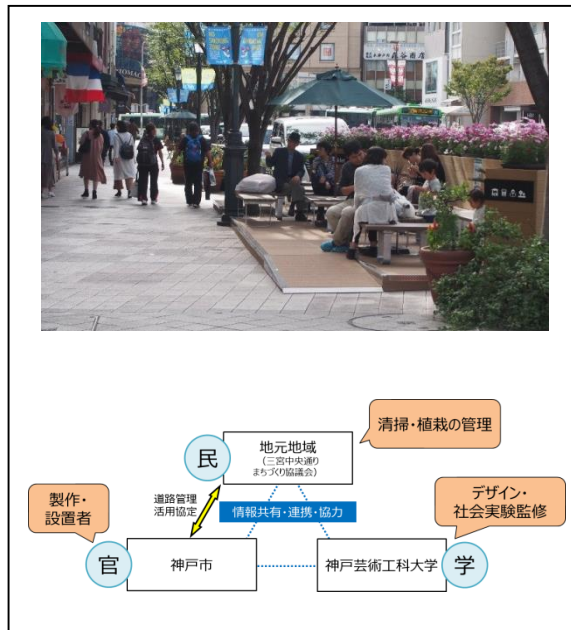 清掃・植栽の管理
民
地元地域
(三宮中央通り
まちづくり協議会)
道路管理
活用協定
情報共有・連携・協力
製作・
設置者
デザイン・
社会実験監修
官
神戸市
神戸芸術工科大学
学